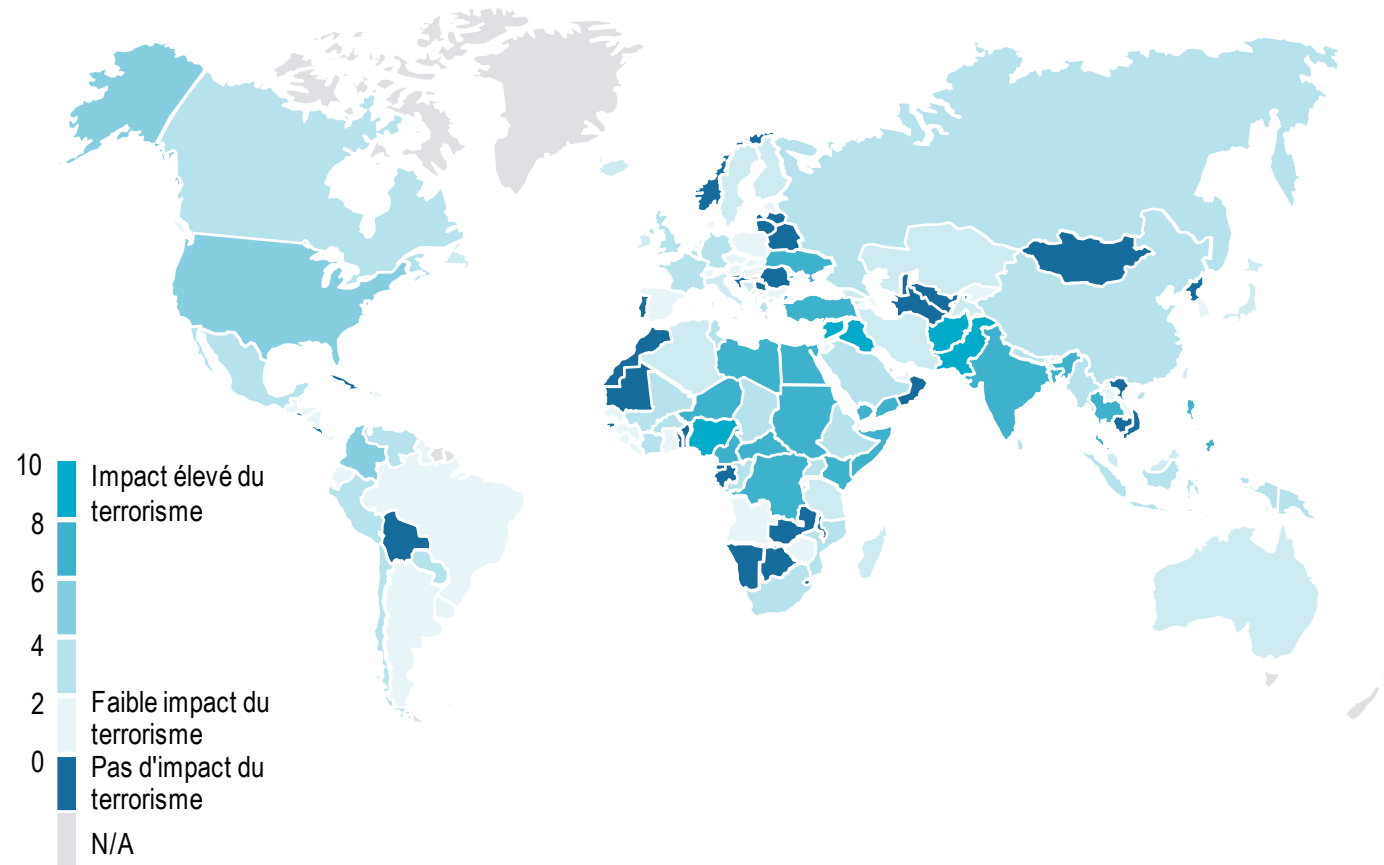 10
Impact élevé du
terrorisme
8
6
4
2
Faible impact du
terrorisme
0
Pas d'impact du
terrorisme
N/A